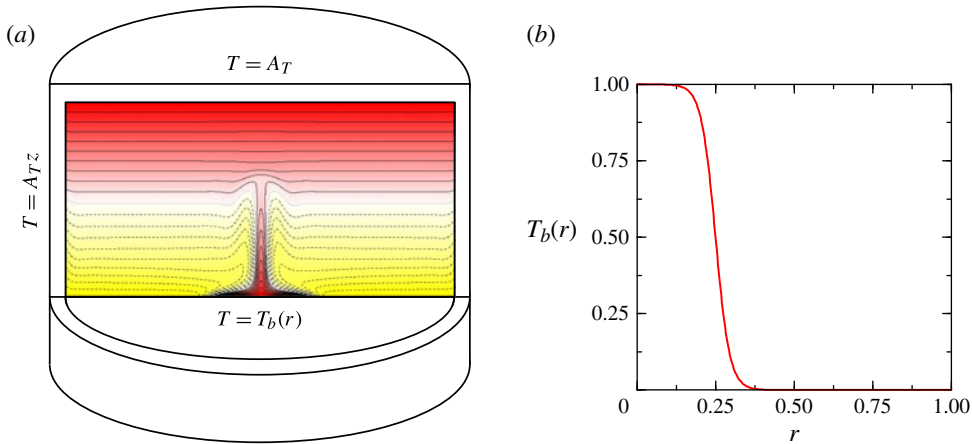 (a)
T = A_T
T = A_T z
T = T_b(r)
(b)
1.00
0.75
T_b(r) 0.50
0.25
0 0.25 0.50 0.75 1.00
r